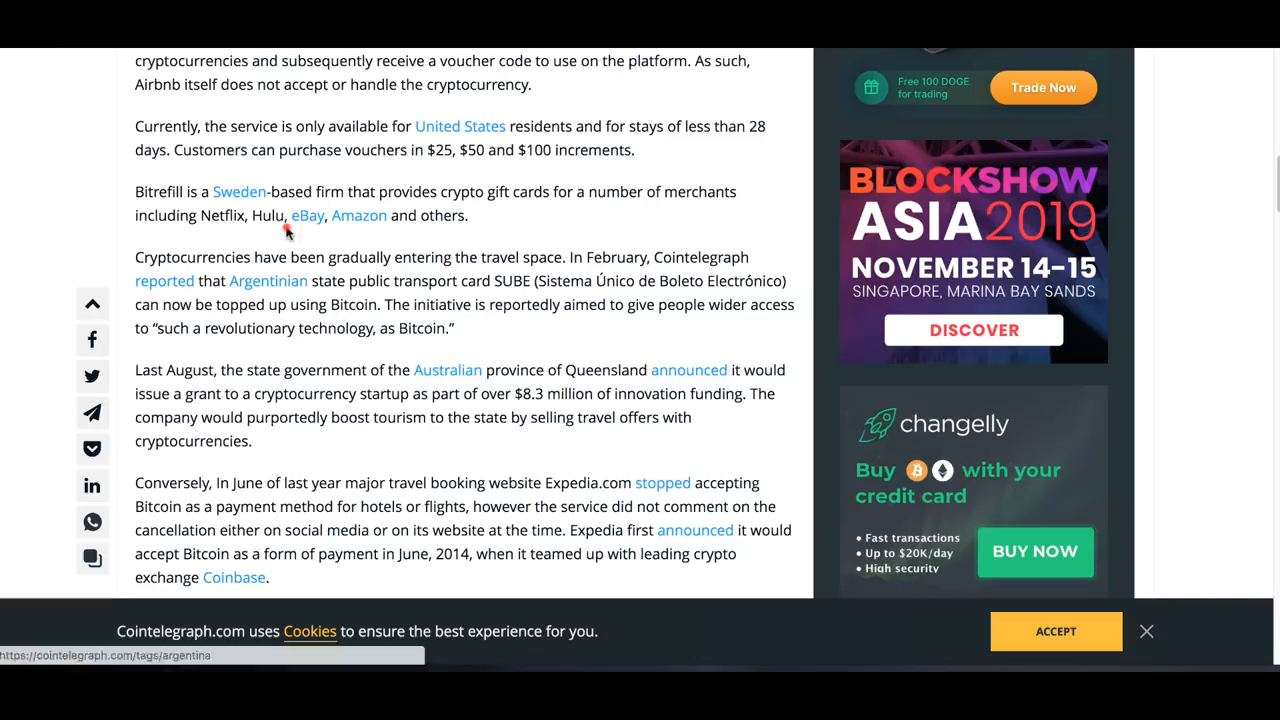 cryptocurrencies and subsequently receive a voucher code to use on the platform. As such,
Airbnb itself does not accept or handle the cryptocurrency.
Currently, the service is only available for United States residents and for stays of less than 28
days. Customers can purchase vouchers in $25, $50 and $100 increments.
Bitrefill is a Sweden-based firm that provides crypto gift cards for a number of merchants
including Netflix, Hulu, eBay, Amazon and others.
Cryptocurrencies have been gradually entering the travel space. In February, Cointelegraph
reported that Argentinian state public transport card SUBE (Sistema Único de Boleto Electrónico)
can now be topped up using Bitcoin. The initiative is reportedly aimed to give people wider access
to “such a revolutionary technology, as Bitcoin.”
Last August, the state government of the Australian province of Queensland announced it would
issue a grant to a cryptocurrency startup as part of over $8.3 million of innovation funding. The
company would purportedly boost tourism to the state by selling travel offers with
cryptocurrencies.
Conversely, In June of last year major travel booking website Expedia.com stopped accepting
Bitcoin as a payment method for hotels or flights, however the service did not comment on the
cancellation either on social media or on its website at the time. Expedia first announced it would
accept Bitcoin as a form of payment in June, 2014, when it teamed up with leading crypto
exchange Coinbase.
Free 100 DOGE
for trading
Trade Now
BLOCKSHOW
ASIA2019
NOVEMBER 14-15
SINGAPORE, MARINA BAY SANDS
DISCOVER
changelly
Buy with your
credit card
• Fast transactions
• Up to $20K/day
• High security
BUY NOW
Cointelegraph.com uses Cookies to ensure the best experience for you.
ACCEPT
https://cointelegraph.com/tags/argentina